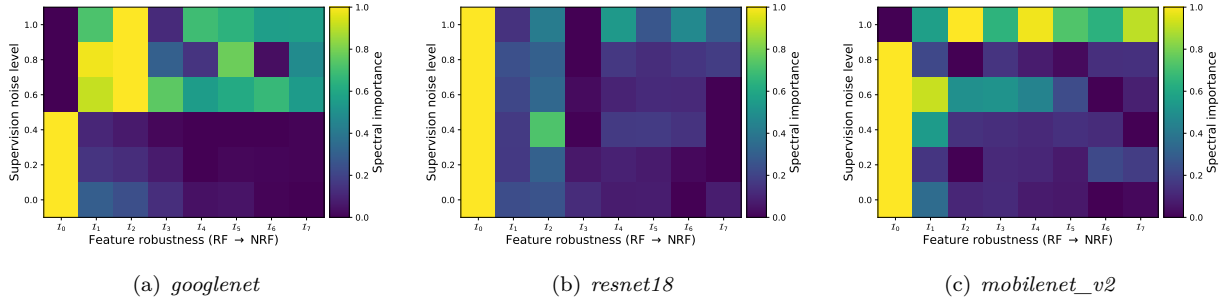 Supervision noise level
1.0
0.8
0.6
0.4
0.2
0.0
I₀ I₁ I₂ I₃ I₄ I₅ I₆ I₇
Feature robustness (RF → NRF)
1.0
0.8
0.6
0.4
0.2
0.0
Spectral importance
(a) googlenet
Supervision noise level
1.0
0.8
0.6
0.4
0.2
0.0
I₀ I₁ I₂ I₃ I₄ I₅ I₆ I₇
Feature robustness (RF → NRF)
1.0
0.8
0.6
0.4
0.2
0.0
Spectral importance
(b) resnet18
Supervision noise level
1.0
0.8
0.6
0.4
0.2
0.0
I₀ I₁ I₂ I₃ I₄ I₅ I₆ I₇
Feature robustness (RF → NRF)
1.0
0.8
0.6
0.4
0.2
0.0
Spectral importance
(c) mobilenet_v2